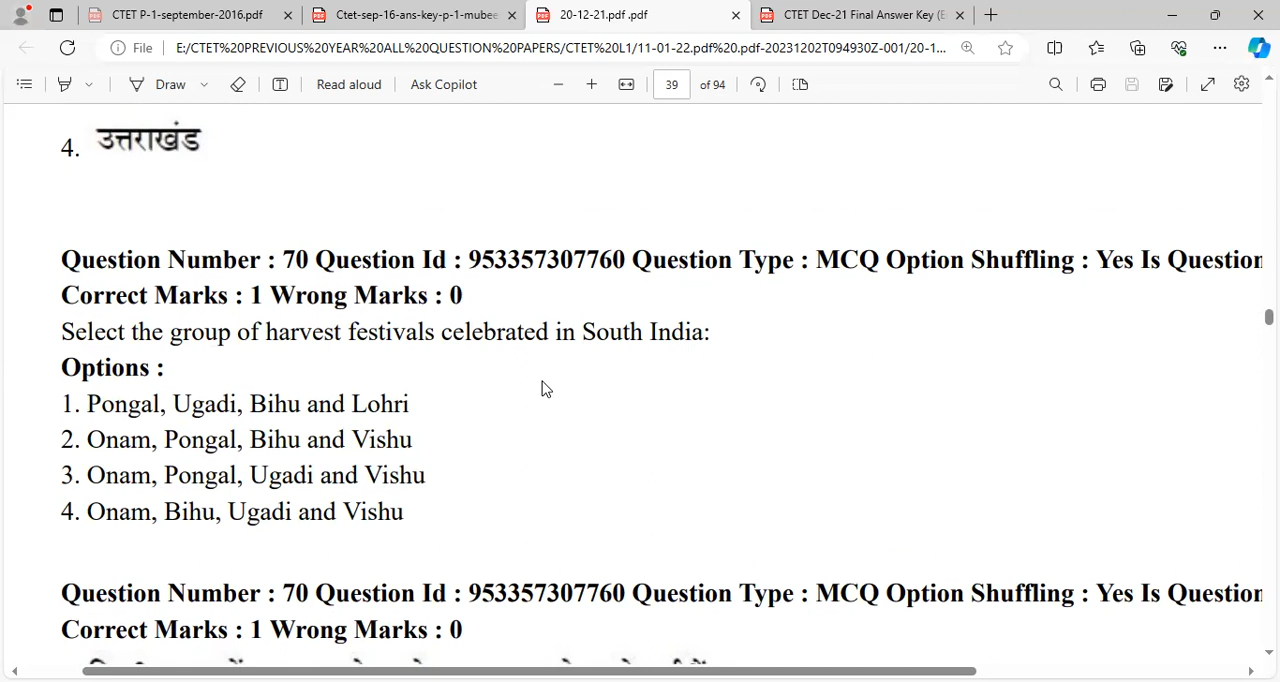 CTET P-1-september-2016.pdf
Ctet-sep-16-ans-key-p-1-mubee
20-12-21.pdf .pdf
CTET Dec-21 Final Answer Key (E
File
E:/CTET%20PREVIOUS%20YEAR%20ALL%20QUESTION%20PAPERS/CTET%20L1/11-01-22.pdf%20.pdf-20231202T094930Z-001/20-1...
Draw
Read aloud
Ask Copilot
39
of 94
4. उत्तराखंड
Question Number : 70 Question Id : 953357307760 Question Type : MCQ Option Shuffling : Yes Is Question
Correct Marks : 1 Wrong Marks : 0
Select the group of harvest festivals celebrated in South India:
Options :
1. Pongal, Ugadi, Bihu and Lohri
2. Onam, Pongal, Bihu and Vishu
3. Onam, Pongal, Ugadi and Vishu
4. Onam, Bihu, Ugadi and Vishu
Question Number : 70 Question Id : 953357307760 Question Type : MCQ Option Shuffling : Yes Is Question
Correct Marks : 1 Wrong Marks : 0